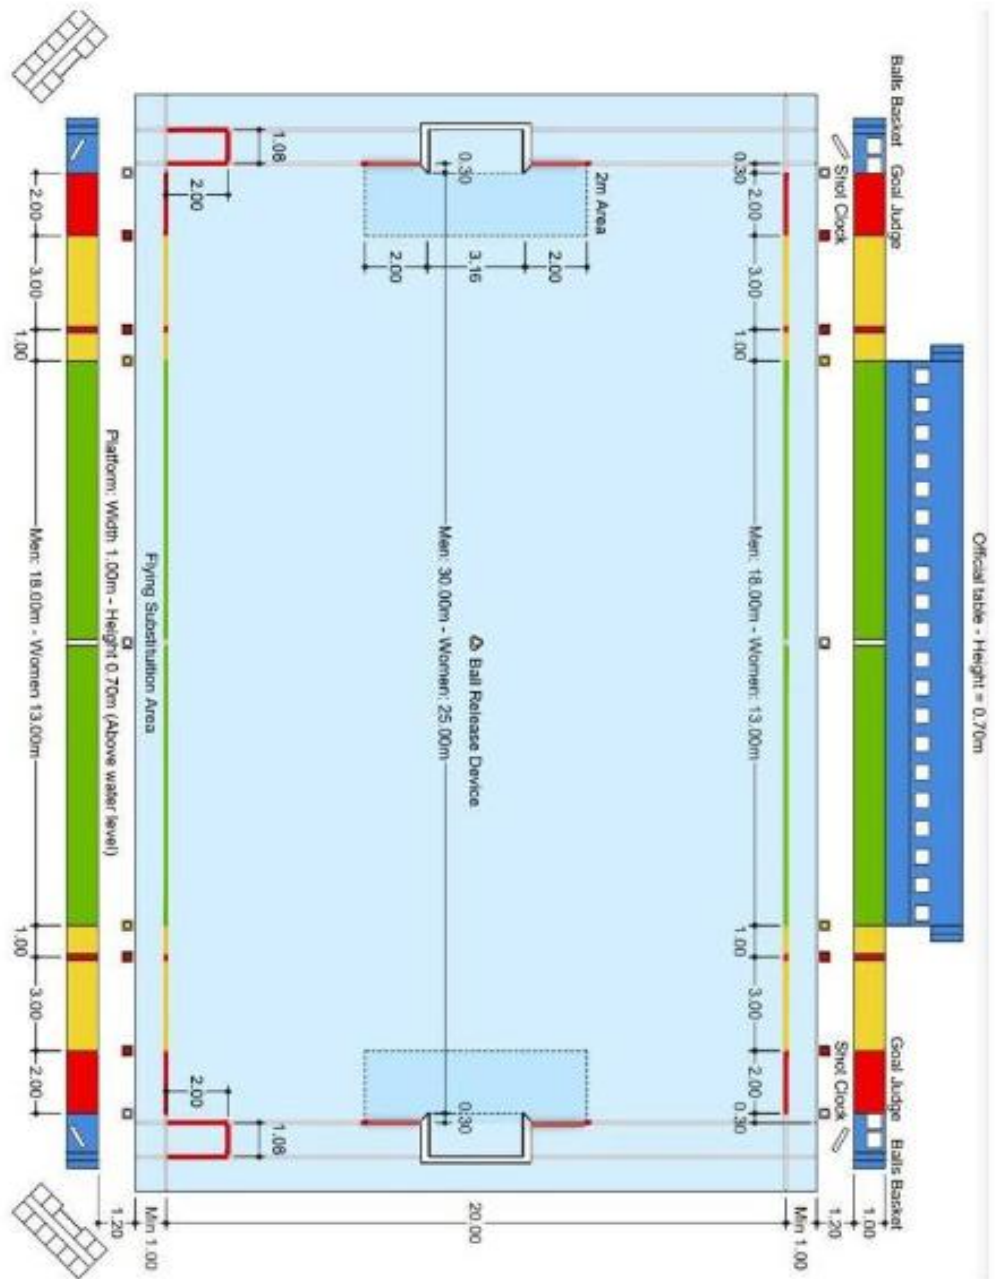 Official table - Height = 0.70m
Balls Basket Goal Judge Goal Judge Balls Basket
1.00
Shot Clock Shot Clock 1.20
Min 1.00
0.30 2.00 3.00 1.00 Men: 18.00m - Women: 13.00m 1.00 3.00 2.00 0.30
2m Area
2.00
3.16 Ball Release Device 20.00
0.30 0.30
Men: 30.00m - Women: 25.00m
2.00
1.08 1.08
2.00 2.00
Flying Substituition Area Min 1.00
Platform: Width 1.00m - Height 0.70m (Above water level) 1.20
2.00 3.00 Men: 18.00m - Women 13.00m 3.00 2.00
1.00 1.00